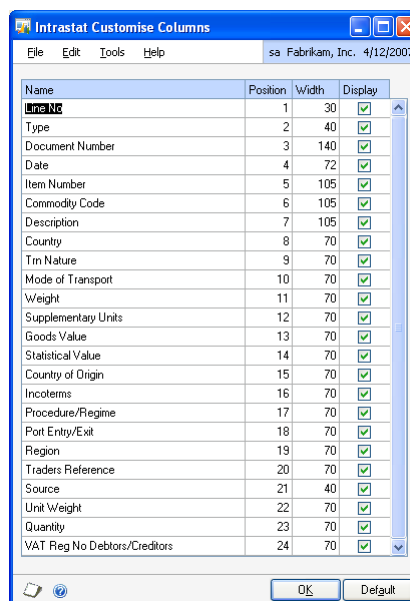 Intrastat Customise Columns
File Edit Tools Help sa Fabrikam, Inc. 4/12/2007
Name Position Width Display
Line No 1 30
Type 2 40
Document Number 3 140
Date 4 72
Item Number 5 105
Commodity Code 6 105
Description 7 105
Country 8 70
Trn Nature 9 70
Mode of Transport 10 70
Weight 11 70
Supplementary Units 12 70
Goods Value 13 70
Statistical Value 14 70
Country of Origin 15 70
Incoterms 16 70
Procedure/Regime 17 70
Port Entry/Exit 18 70
Region 19 70
Traders Reference 20 70
Source 21 40
Unit Weight 22 70
Quantity 23 70
VAT Reg No Debtors/Creditors 24 70
OK Default